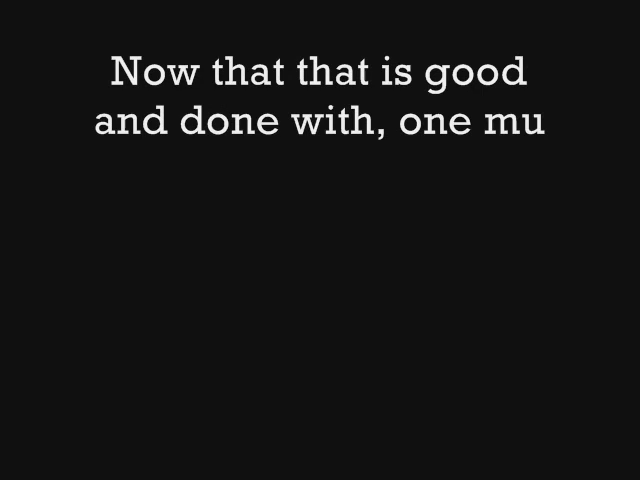 Now that that is good
and done with, one mu